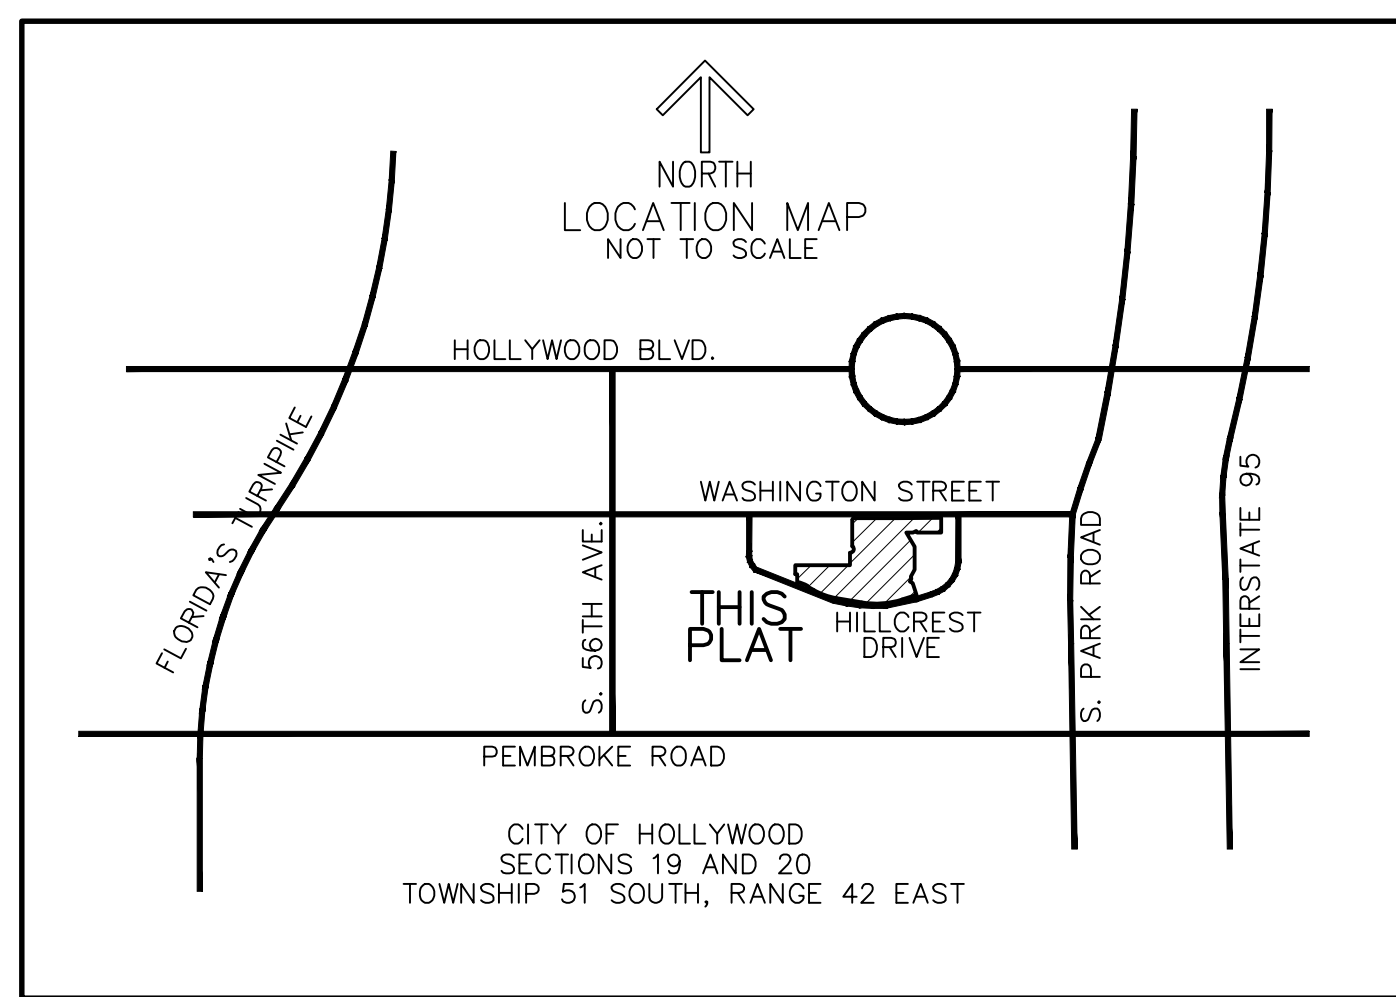 NORTH
LOCATION MAP
NOT TO SCALE
HOLLYWOOD BLVD.
FLORIDA'S TURNPIKE
WASHINGTON STREET
S. 56TH AVE.
THIS
PLAT
HILLCREST
DRIVE
S. PARK ROAD
INTERSTATE 95
PEMBROKE ROAD
CITY OF HOLLYWOOD
SECTIONS 19 AND 20
TOWNSHIP 51 SOUTH, RANGE 42 EAST